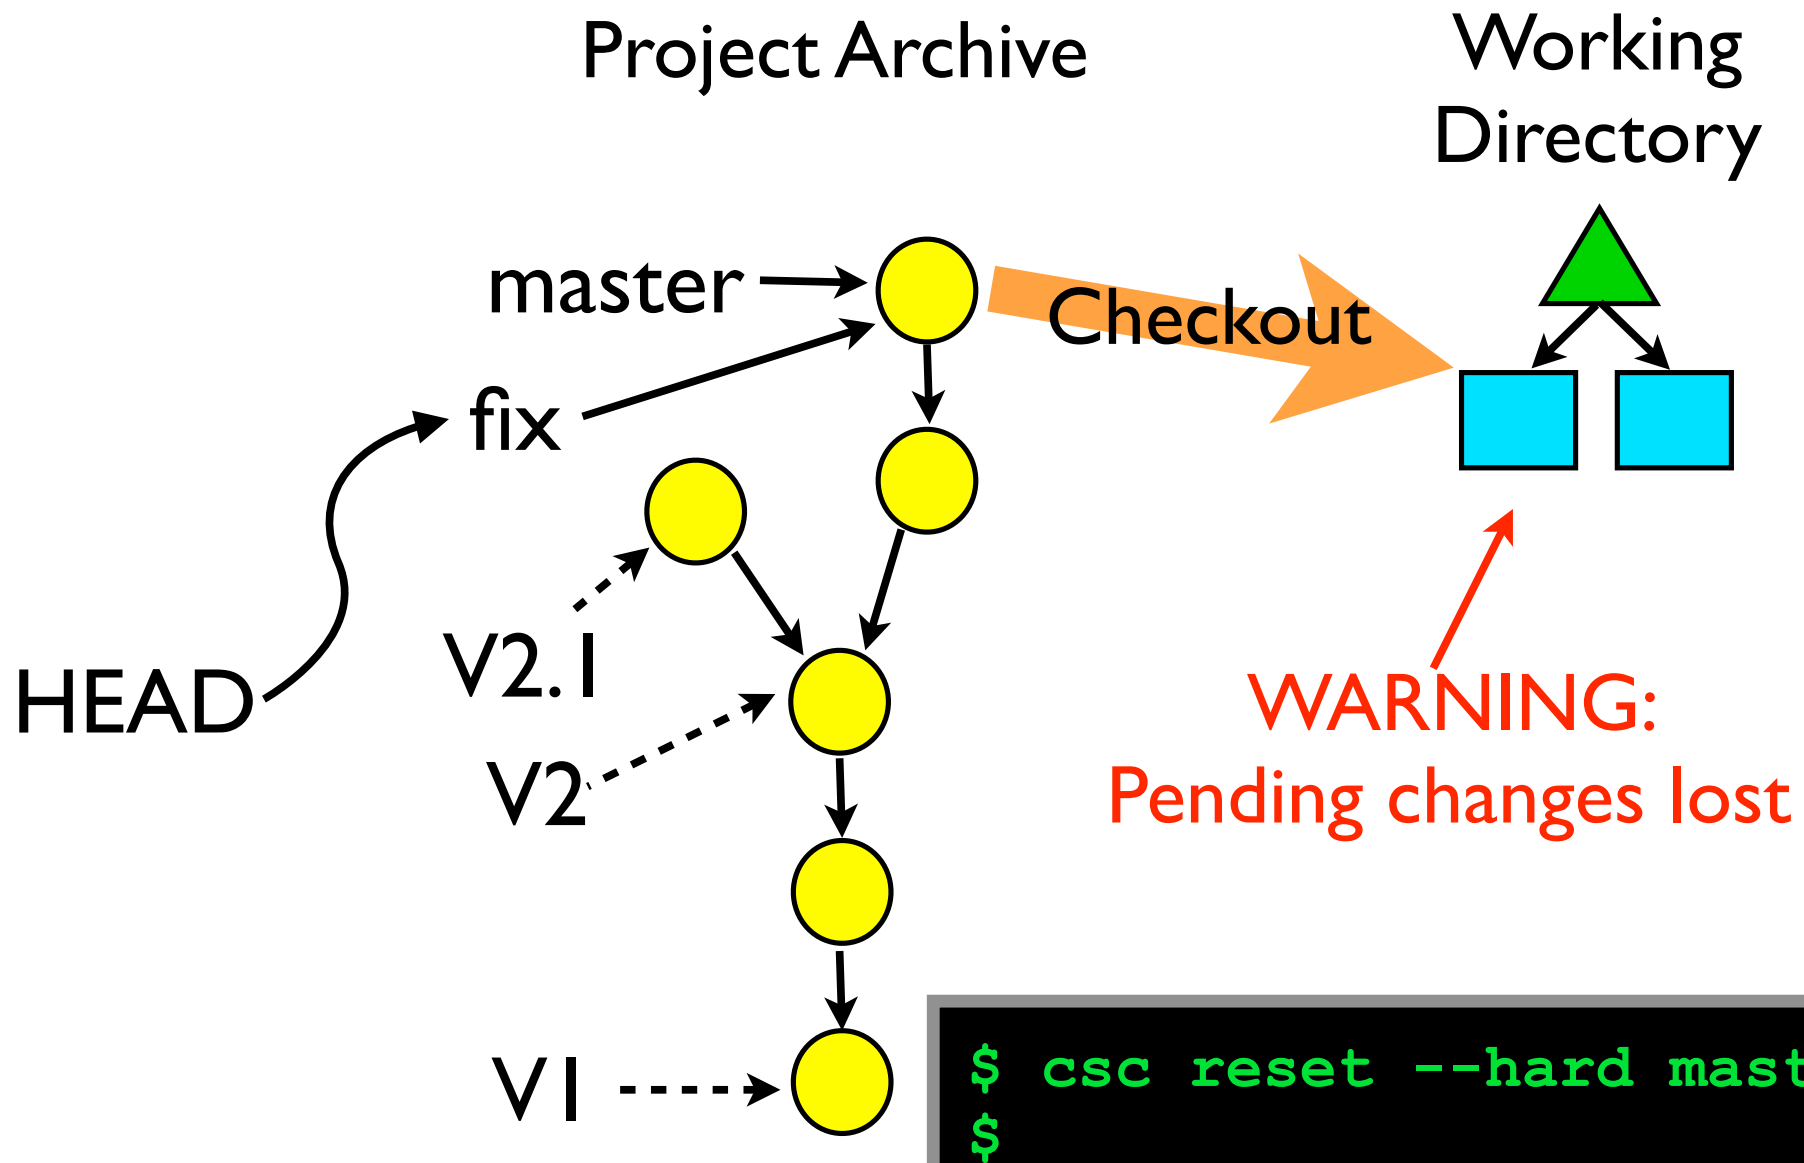 Project Archive
Working
Directory
master
Checkout
fix
V2.1
HEAD
V2
WARNING:
Pending changes lost
V1
$ csc reset --hard mast
$